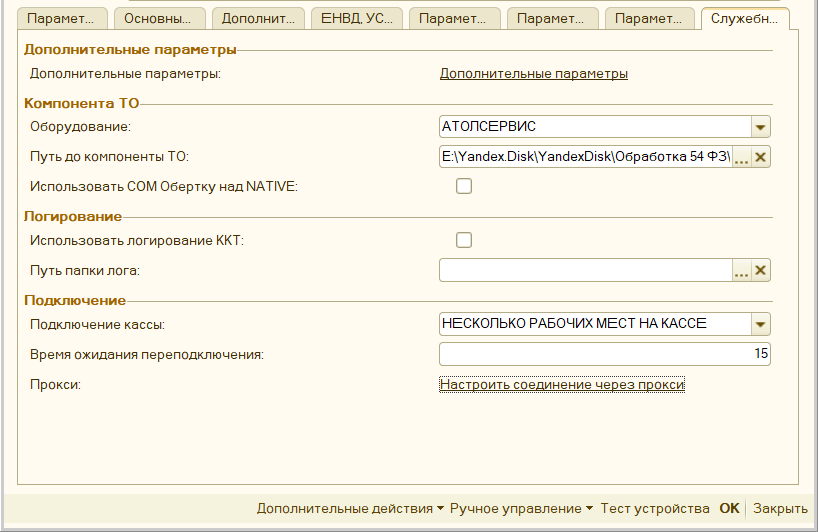 Парамет... Основны... Дополнит... ЕНВД, УС... Парамет... Парамет... Парамет... Служебн...
Дополнительные параметры
Дополнительные параметры: Дополнительные параметры
Компонента ТО
Оборудование: АТОЛСЕРВИС
Путь до компоненты ТО: E:\Yandex.Disk\YandexDisk\Обработка 54 ФЗ\ ...
Использовать COM Обертку над NATIVE:
Логирование
Использовать логирование ККТ:
Путь папки лога: ...
Подключение
Подключение кассы: НЕСКОЛЬКО РАБОЧИХ МЕСТ НА КАССЕ
Время ожидания переподключения: 15
Прокси: Настроить соединение через прокси
Дополнительные действия Ручное управление Тест устройства OK Закрыть